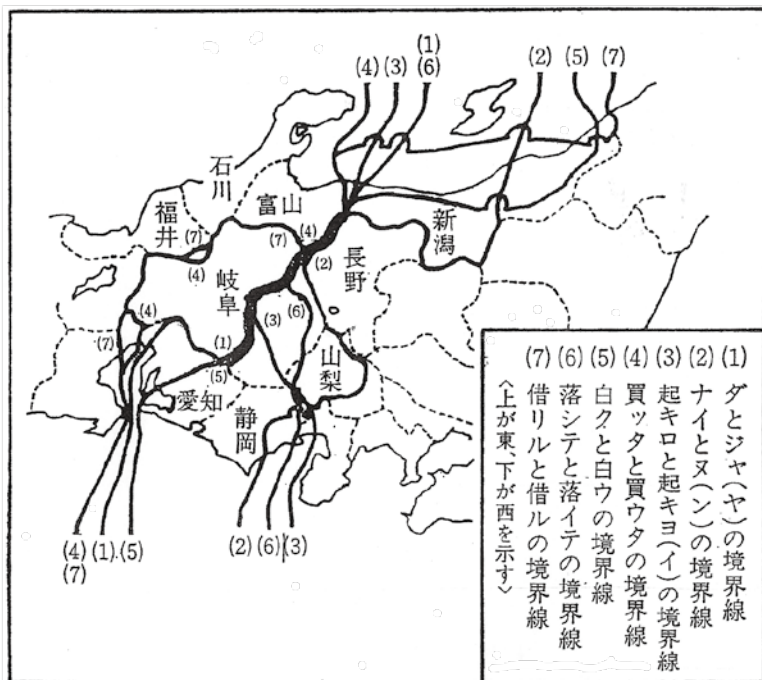 (4) (3) (1) (6) (2) (5) (7)
石川
富山
福井
新潟
長野
岐阜
山梨
愛知
静岡
(7)
(4)
(7)
(4)
(2)
(4)
(7)
(1)
(5)
(3)
(6)
(4) (1) (5) (2) (6) (3)
(7)
(1) ダとジャ(ヤ)の境界線
(2) ナイとヌ(ン)の境界線
(3) 起キロと起キヨ(イ)の境界線
(4) 買ッタと買ウタの境界線
(5) 白クと白ウの境界線
(6) 落シテと落イテの境界線
(7) 借リルと借ルの境界線
〈上が東、下が西を示す〉